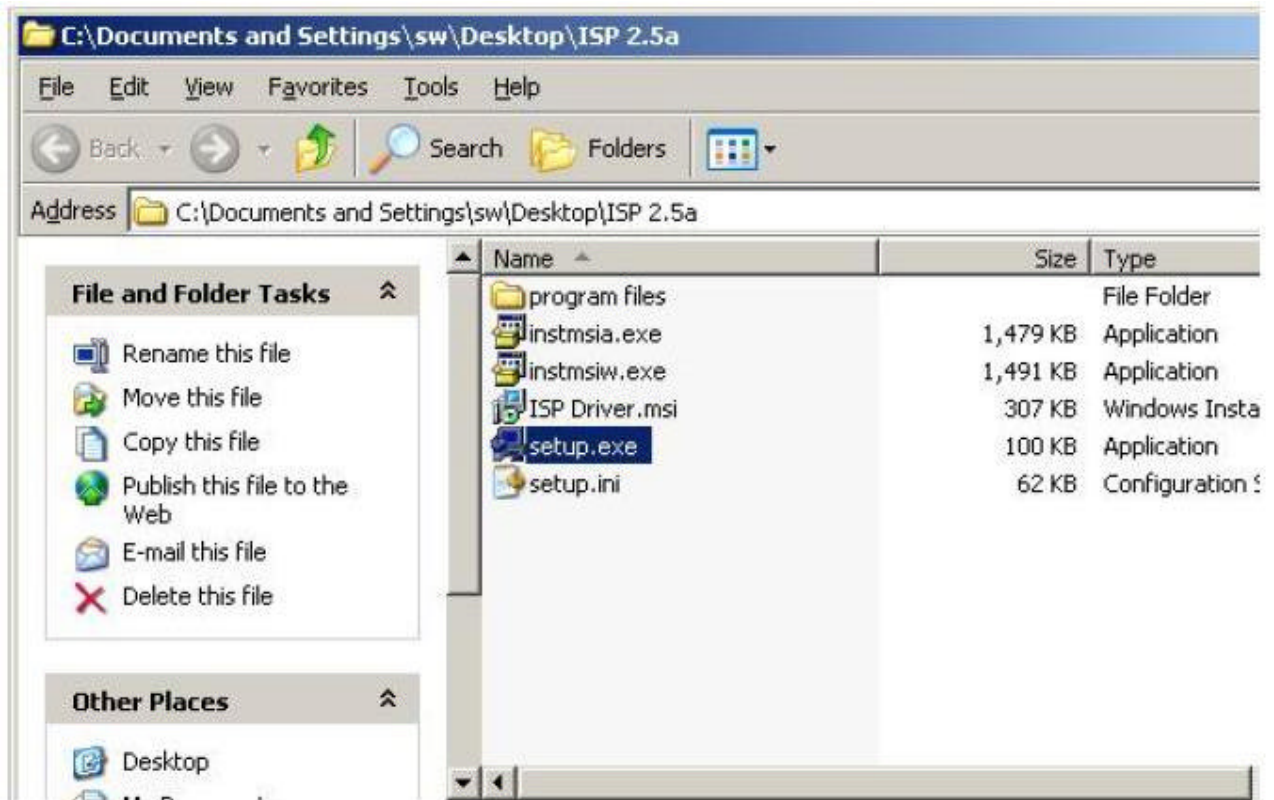 C:\Documents and Settings\sw\Desktop\ISP 2.5a
File Edit View Favorites Tools Help
Back Search Folders
Address C:\Documents and Settings\sw\Desktop\ISP 2.5a
Name Size Type
File and Folder Tasks
Rename this file
Move this file
Copy this file
Publish this file to the
Web
E-mail this file
Delete this file
Other Places
Desktop
program files File Folder
instmsia.exe 1,479 KB Application
instmsiw.exe 1,491 KB Application
ISP Driver.msi 307 KB Windows Insta
setup.exe 100 KB Application
setup.ini 62 KB Configuration